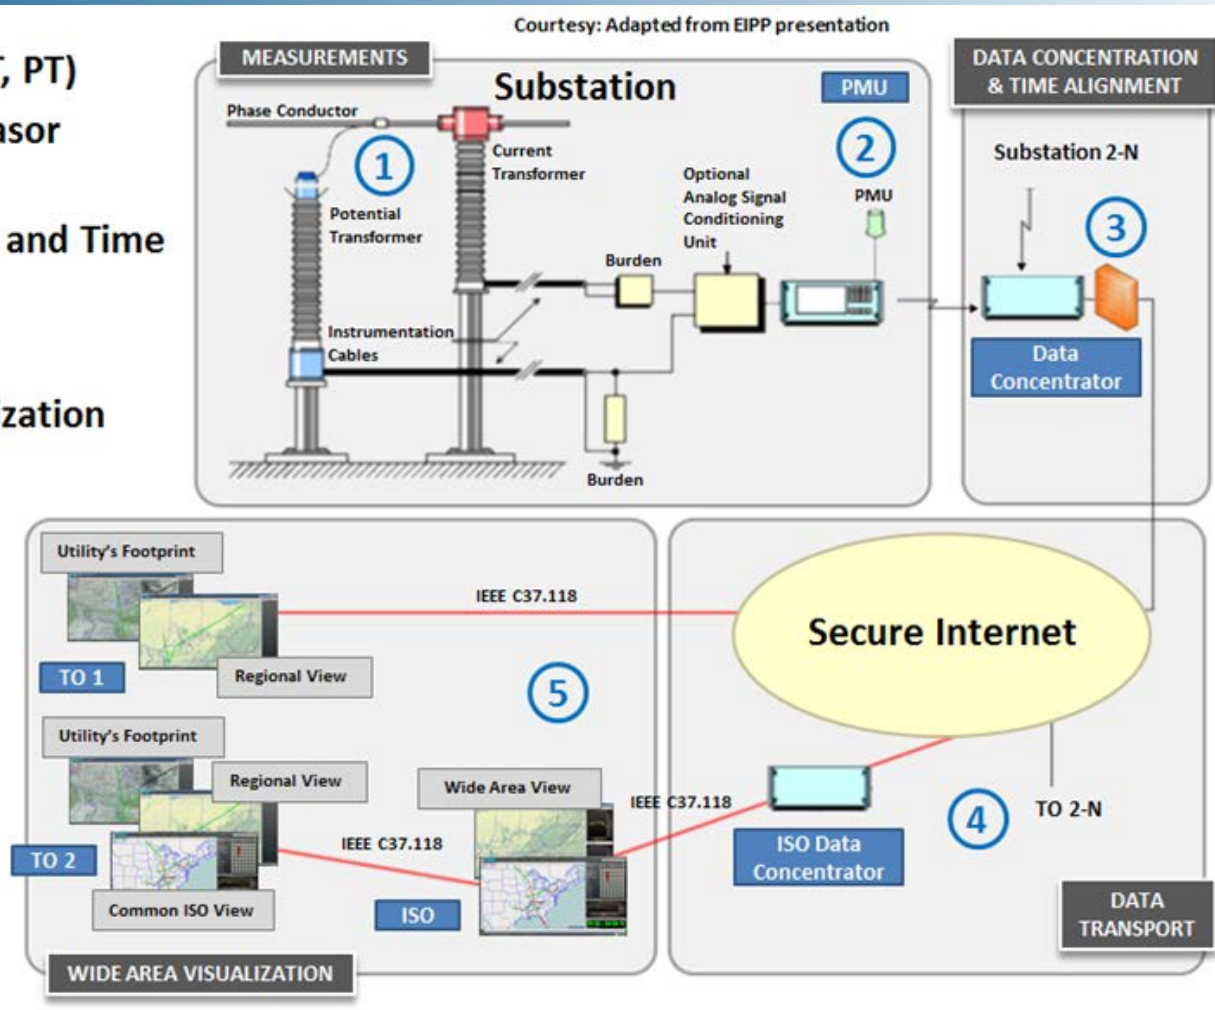 Courtesy: Adapted from EIPP presentation
, PT)
asor
and Time
zation
MEASUREMENTS
Substation
PMU
Phase Conductor
1
Current
Transformer
Potential
Transformer
Instrumentation
Cables
Burden
Burden
Optional
Analog Signal
Conditioning
Unit
2
PMU
DATA CONCENTRATION
& TIME ALIGNMENT
Substation 2-N
3
Data
Concentrator
Utility's Footprint
Regional View
TO 1
IEEE C37.118
5
Utility's Footprint
Regional View
TO 2
Common ISO View
IEEE C37.118
Wide Area View
ISO
IEEE C37.118
WIDE AREA VISUALIZATION
Secure Internet
ISO Data
Concentrator
4
TO 2-N
DATA
TRANSPORT